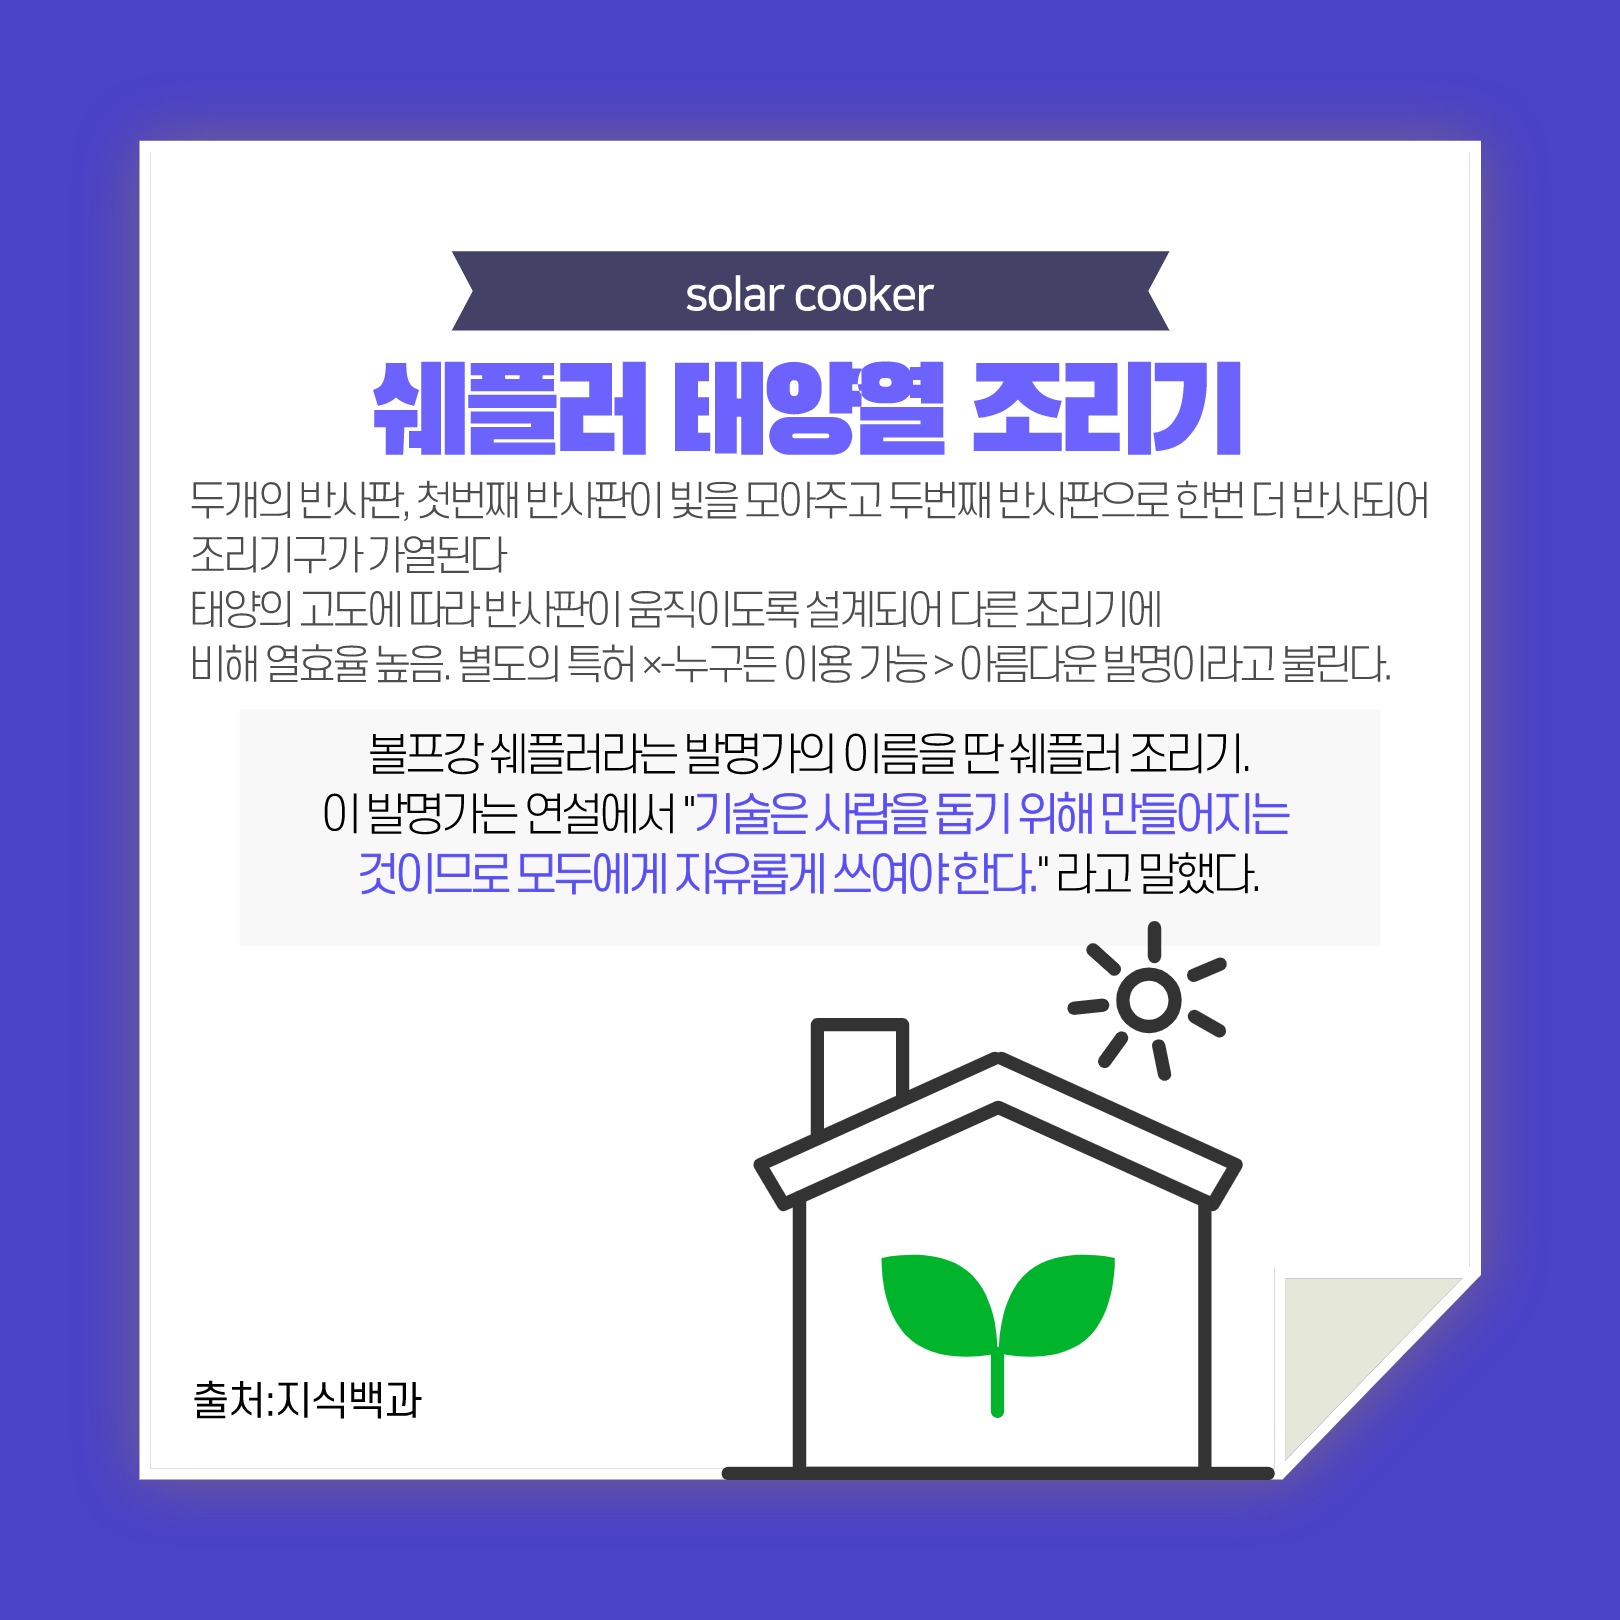 solar cooker
쉐플러 태양열 조리기
두개의 반사판, 첫번째 반사판이 빛을 모아주고 두번째 반사판으로 한번 더 반사되어
조리기구가 가열된다
태양의 고도에 따라 반사판이 움직이도록 설계되어 다른 조리기에
비해 열효율 높음. 별도의 특허 ×-누구든 이용 가능 > 아름다운 발명이라고 불린다.
볼프강 쉐플러라는 발명가의 이름을 딴 쉐플러 조리기.
이 발명가는 연설에서 "기술은 사람을 돕기 위해 만들어지는
것이므로 모두에게 자유롭게 쓰여야 한다." 라고 말했다.
출처:지식백과